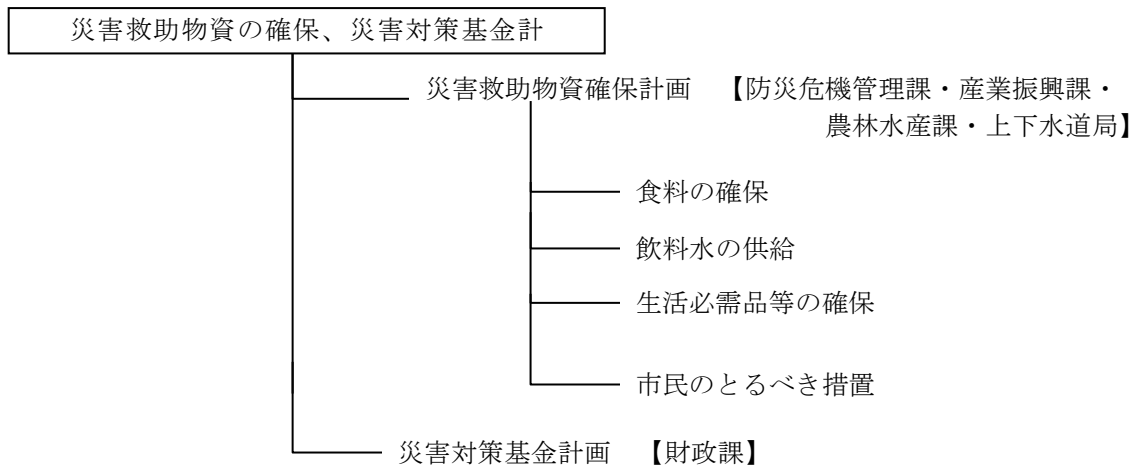 災害救助物資の確保、災害対策基金計
災害救助物資確保計画 【防災危機管理課・産業振興課・
農林水産課・上下水道局】
食料の確保
飲料水の供給
生活必需品等の確保
市民のとるべき措置
災害対策基金計画 【財政課】